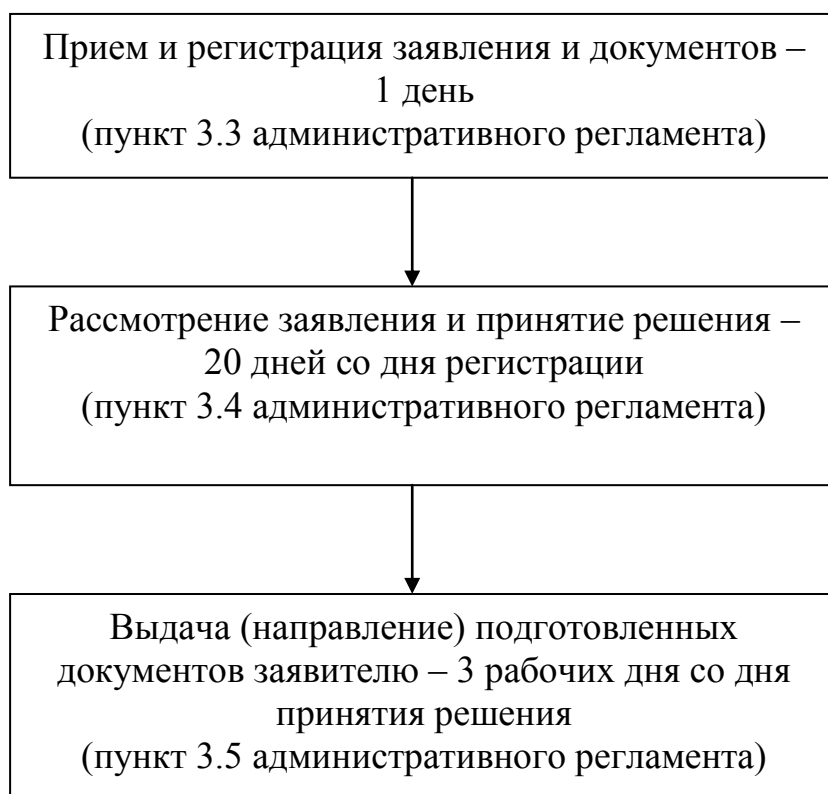 Прием и регистрация заявления и документов –
1 день
(пункт 3.3 административного регламента)
Рассмотрение заявления и принятие решения –
20 дней со дня регистрации
(пункт 3.4 административного регламента)
Выдача (направление) подготовленных
документов заявителю – 3 рабочих дня со дня
принятия решения
(пункт 3.5 административного регламента)